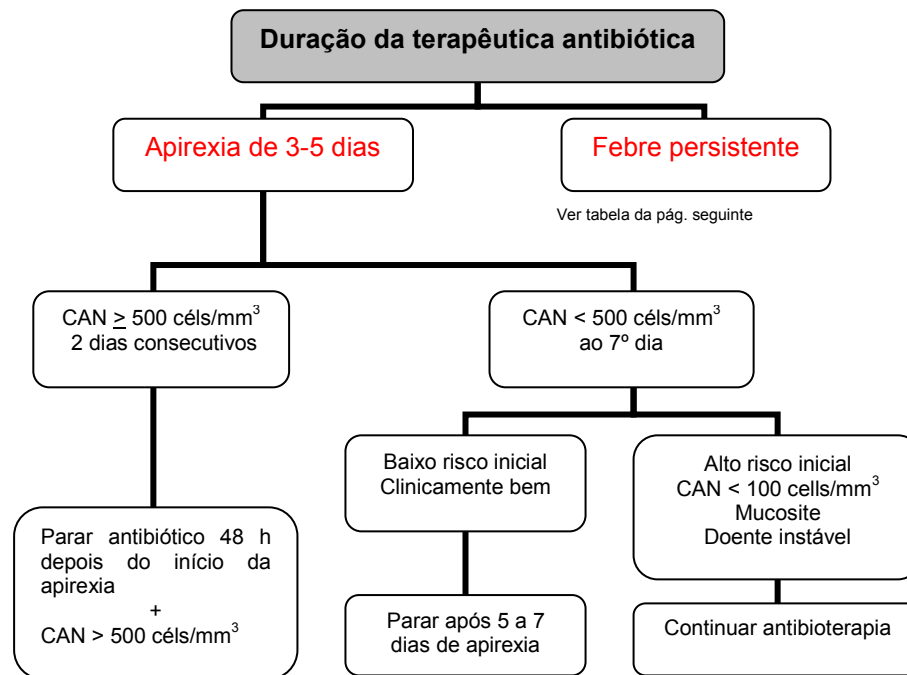 Duração da terapêutica antibiótica
Apirexia de 3-5 dias
Febre persistente
Ver tabela da pág. seguinte
CAN ≥ 500 céls/mm³
2 dias consecutivos
CAN < 500 céls/mm³
ao 7º dia
Baixo risco inicial
Clinicamente bem
Alto risco inicial
CAN < 100 cells/mm³
Mucosite
Doente instável
Parar antibiótico 48 h
depois do início da
apirexia
+
CAN > 500 céls/mm³
Parar após 5 a 7
dias de apirexia
Continuar antibioterapia